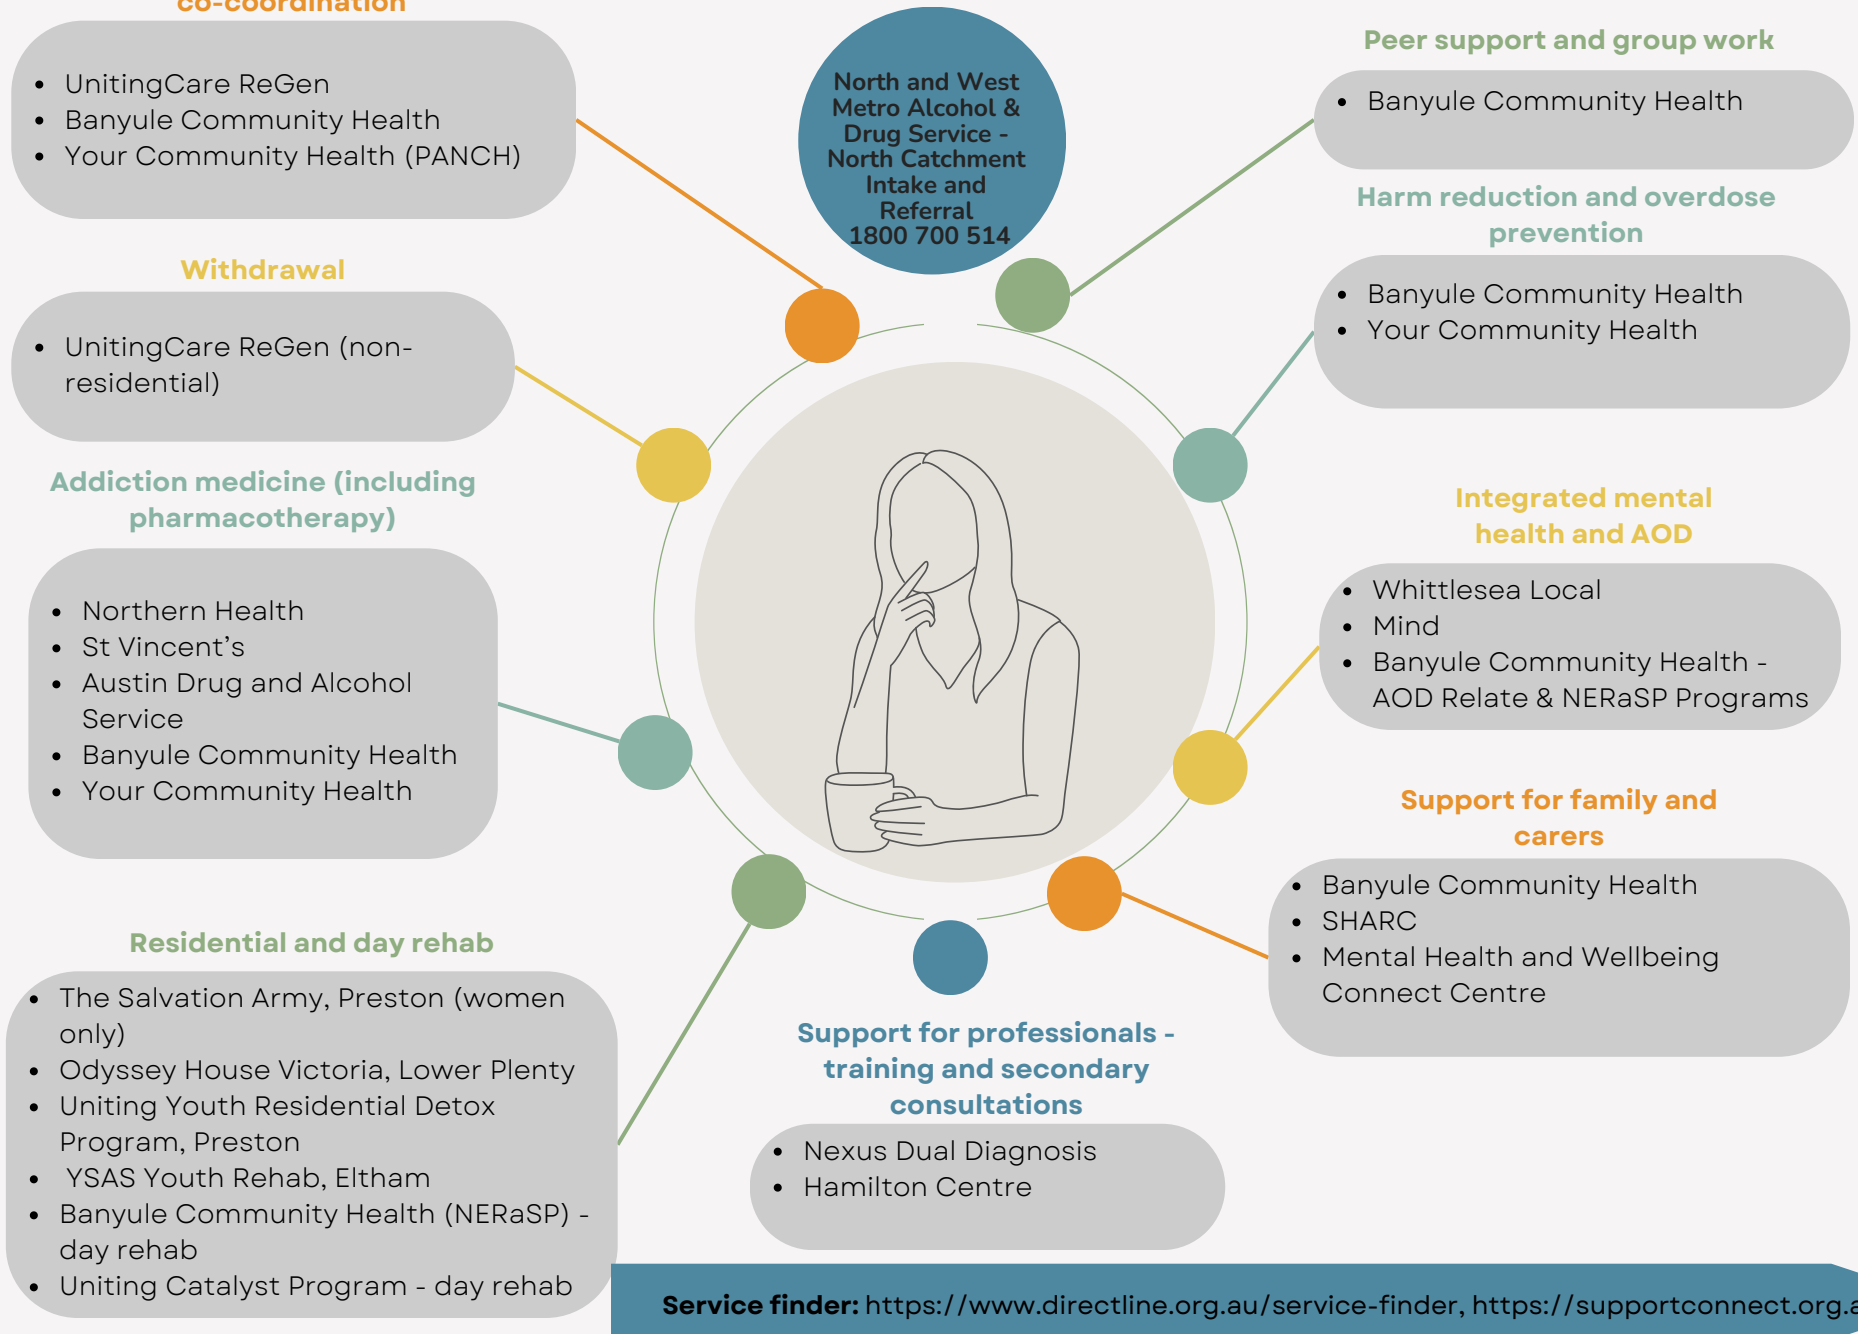 co-coordination
• UnitingCare ReGen
• Banyule Community Health
• Your Community Health (PANCH)
Withdrawal
• UnitingCare ReGen (non-
residential)
Addiction medicine (including
pharmacotherapy)
• Northern Health
• St Vincent’s
• Austin Drug and Alcohol
Service
• Banyule Community Health
• Your Community Health
Residential and day rehab
• The Salvation Army, Preston (women
only)
• Odyssey House Victoria, Lower Plenty
• Uniting Youth Residential Detox
Program, Preston
• YSAS Youth Rehab, Eltham
• Banyule Community Health (NERaSP) -
day rehab
• Uniting Catalyst Program - day rehab
North and West
Metro Alcohol &
Drug Service -
North Catchment
Intake and
Referral
1800 700 514
Peer support and group work
• Banyule Community Health
Harm reduction and overdose
prevention
• Banyule Community Health
• Your Community Health
Integrated mental
health and AOD
• Whittlesea Local
• Mind
• Banyule Community Health -
AOD Relate & NERaSP Programs
Support for family and
carers
• Banyule Community Health
• SHARC
• Mental Health and Wellbeing
Connect Centre
Support for professionals -
training and secondary
consultations
• Nexus Dual Diagnosis
• Hamilton Centre
Service finder: https://www.directline.org.au/service-finder, https://supportconnect.org.a